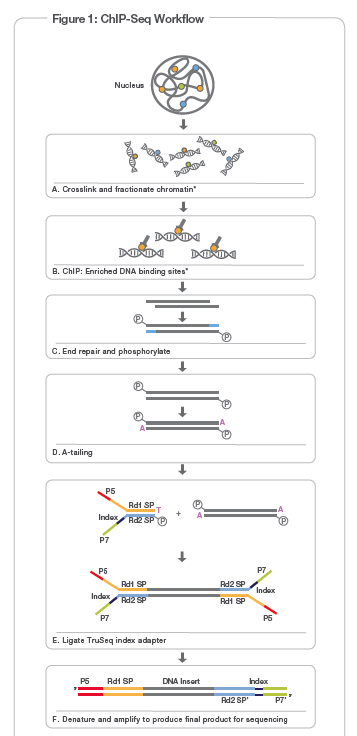 Figure 1: ChIP-Seq Workflow
Nucleus
A. Crosslink and fractionate chromatin*
B. ChIP: Enriched DNA binding sites*
P
P
C. End repair and phosphorylate
P
P
P
A
A
P
D. A-tailing
P5
Rd1 SP
T
Index
Rd2 SP
P
P7
+
P
A
A
P
P5
P7
Rd1 SP
Rd2 SP
Index
Index
Rd2 SP
Rd1 SP
P7
P5
E. Ligate TruSeq index adapter
P5
Rd1 SP
DNA Insert
Index
Rd2 SP'
P7'
F. Denature and amplify to produce final product for sequencing